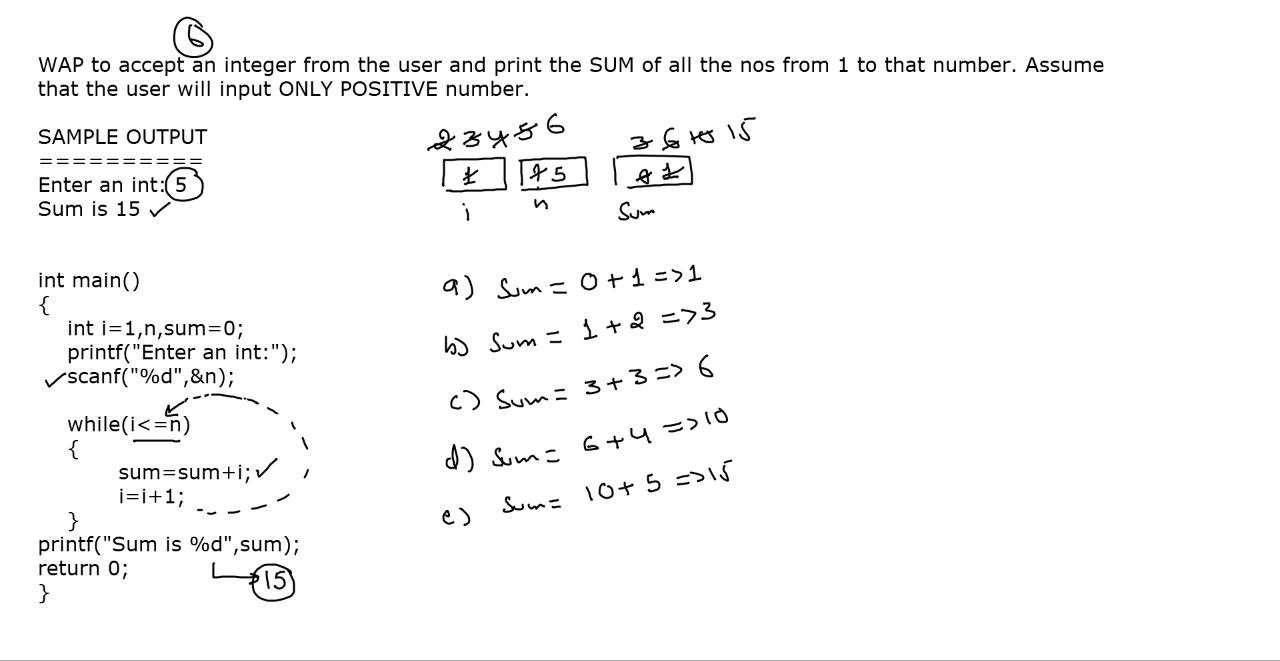 6
WAP to accept an integer from the user and print the SUM of all the nos from 1 to that number. Assume
that the user will input ONLY POSITIVE number.
SAMPLE OUTPUT
==========
Enter an int:5
Sum is 15
2 3 4 5 6
3 6 10 15
1
5
1
i
n
Sum
int main()
{
int i=1,n,sum=0;
printf("Enter an int:");
scanf("%d",&n);
while(i<=n)
{
sum=sum+i;
i=i+1;
}
printf("Sum is %d",sum);
return 0;
15
}
a) Sum = 0+1 =>1
b) Sum = 1+2 =>3
c) Sum = 3+3 => 6
d) Sum = 6+4 =>10
e) Sum = 10+5 =>15